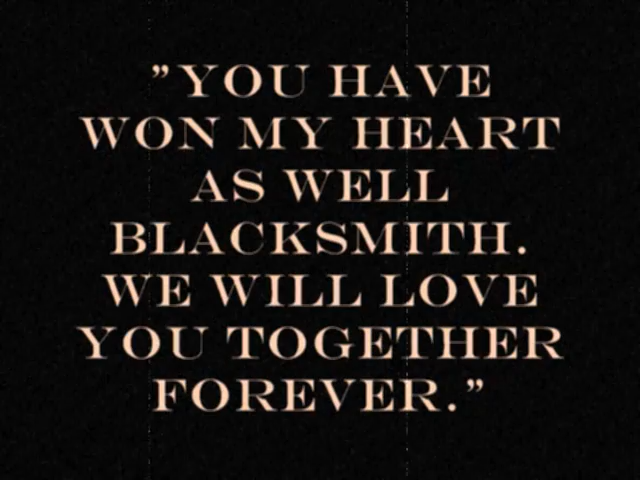 ”YOU HAVE
WON MY HEART
AS WELL
BLACKSMITH.
WE WILL LOVE
YOU TOGETHER
FOREVER.”